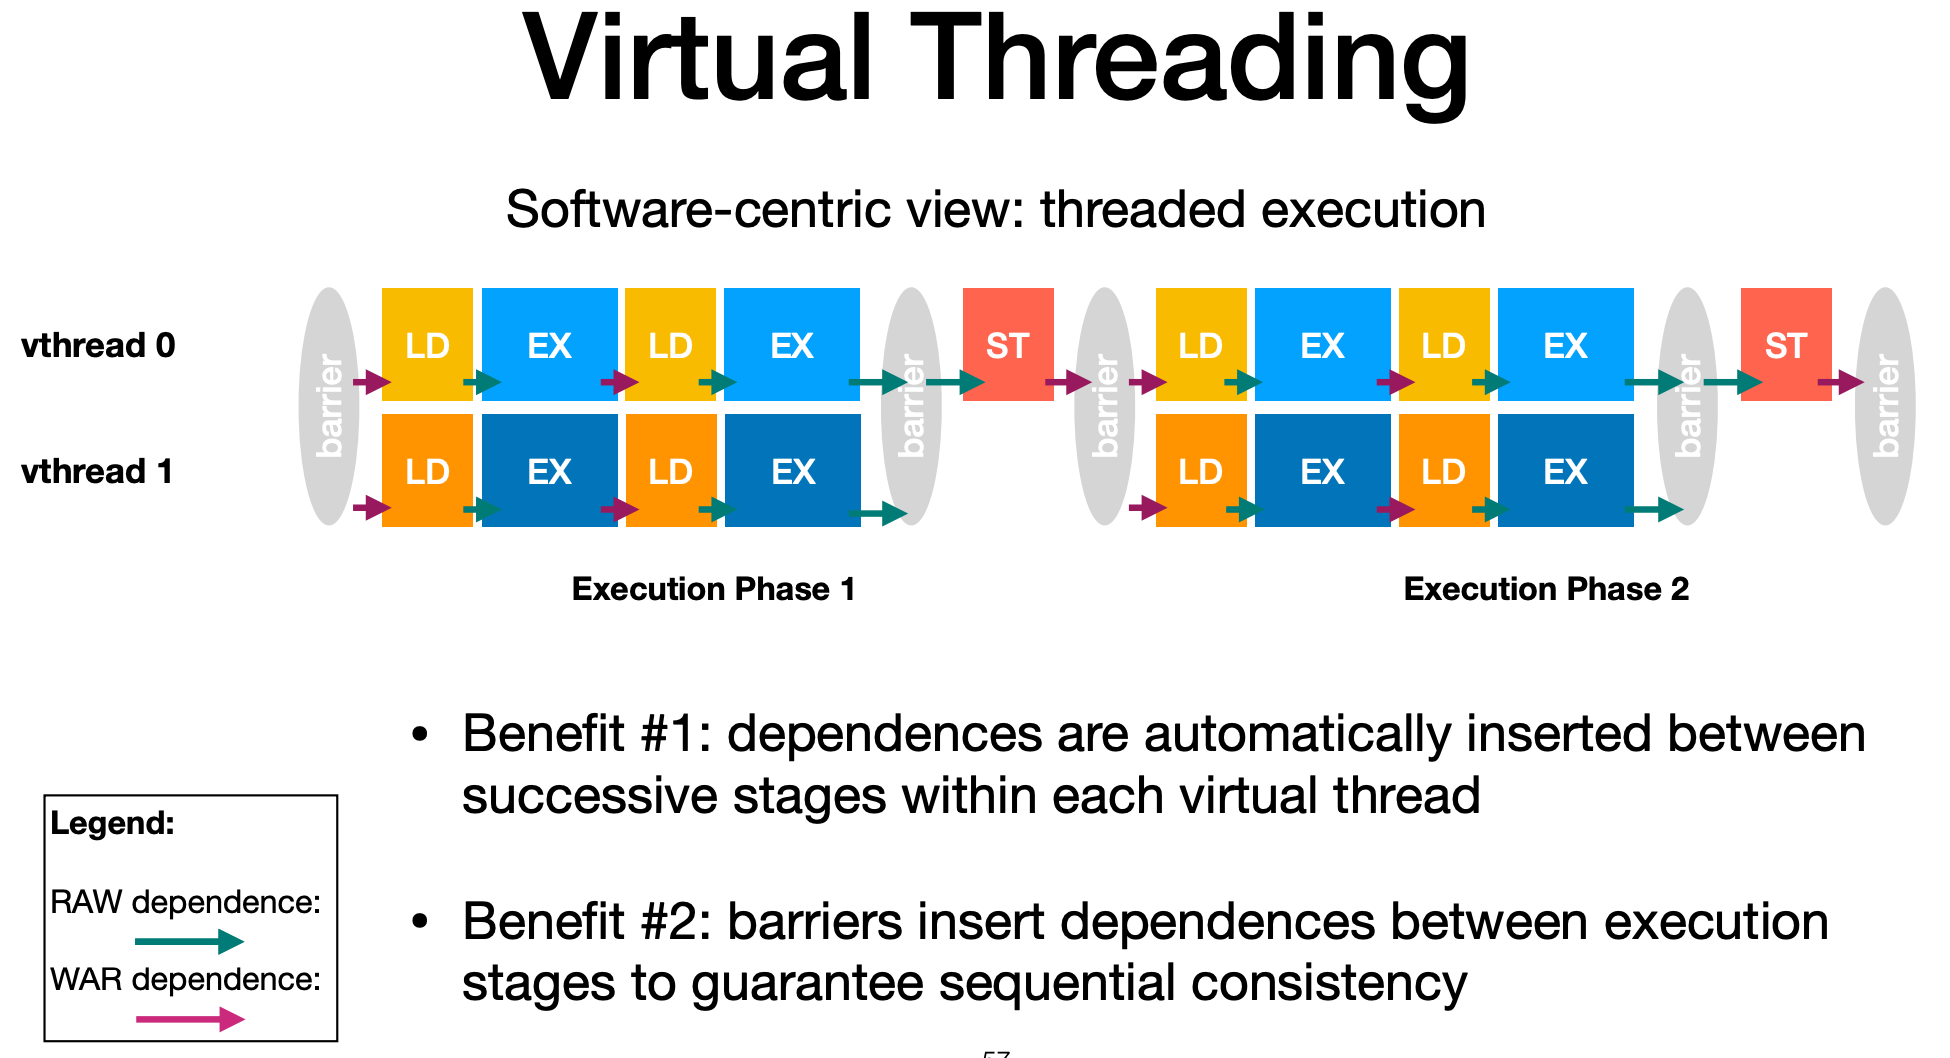 Virtual Threading
Software-centric view: threaded execution
vthread 0
barrier
LD
EX
LD
EX
barrier
ST
barrier
LD
EX
LD
EX
barrier
ST
barrier
vthread 1
LD
EX
LD
EX
LD
EX
LD
EX
Execution Phase 1
Execution Phase 2
• Benefit #1: dependences are automatically inserted between
successive stages within each virtual thread
• Benefit #2: barriers insert dependences between execution
stages to guarantee sequential consistency
Legend:
RAW dependence:
WAR dependence:
57